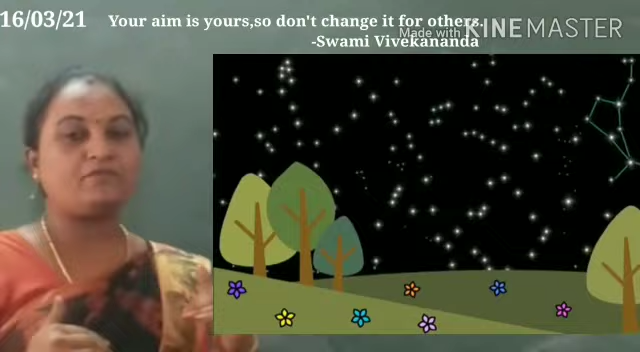 16/03/21 Your aim is yours,so don't change it for others.
Made with KINEMASTER
-Swami Vivekananda